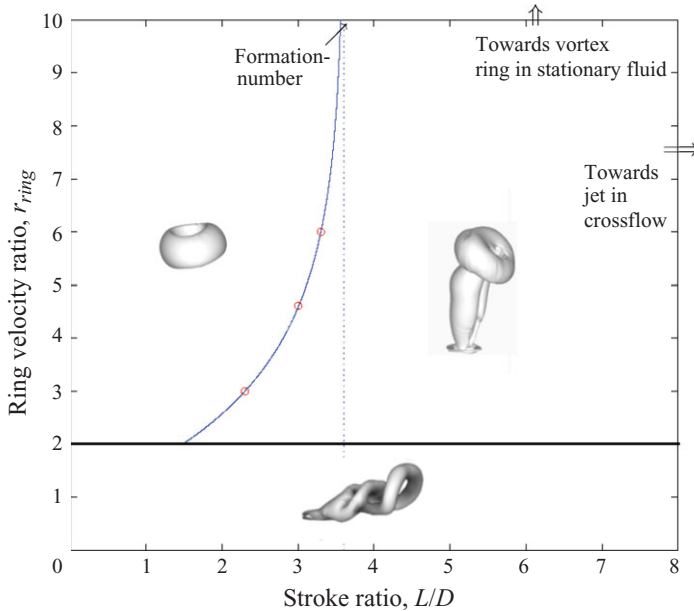 10
9
8
7
6
5
4
3
2
1
0
Ring velocity ratio, r_ring
Formation-
number
Towards vortex
ring in stationary fluid
Towards
jet in
crossflow
1 2 3 4 5 6 7 8
Stroke ratio, L/D